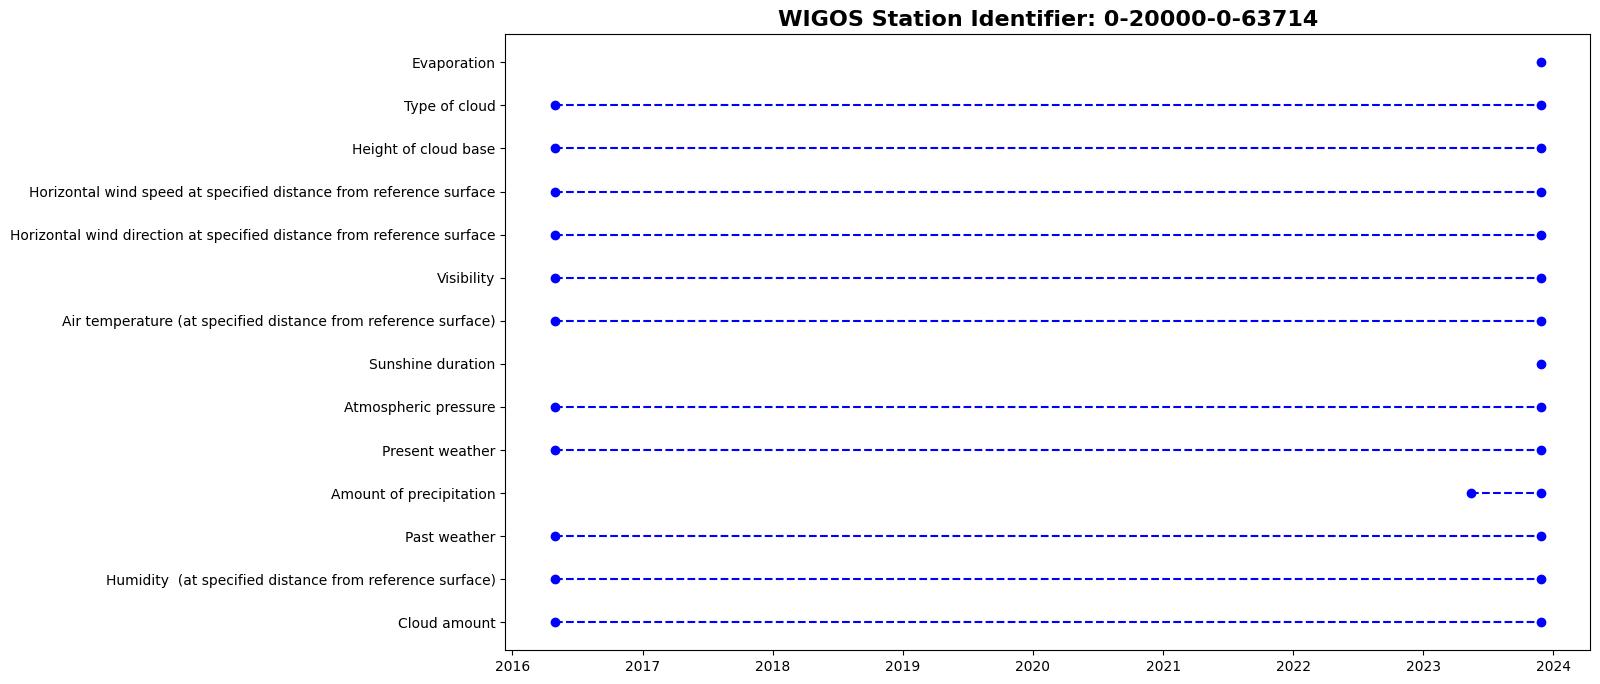 WIGOS Station Identifier: 0-20000-0-63714
Evaporation
Type of cloud
Height of cloud base
Horizontal wind speed at specified distance from reference surface
Horizontal wind direction at specified distance from reference surface
Visibility
Air temperature (at specified distance from reference surface)
Sunshine duration
Atmospheric pressure
Present weather
Amount of precipitation
Past weather
Humidity  (at specified distance from reference surface)
Cloud amount
2016 2017 2018 2019 2020 2021 2022 2023 2024